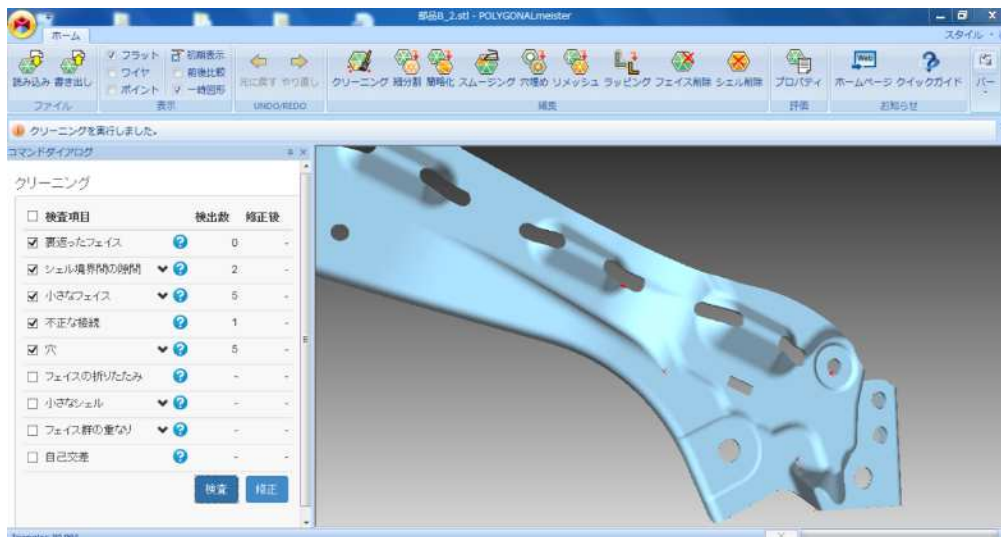 部品B_2.stl - POLYGONALmeister
ホーム
スタイル
フラット
ワイヤ
ポイント
初期表示
前後比較
一時図形
読み込み 書き出し
元に戻す やり直し
クリーニング 細分割 簡略化 スムージング 穴埋め リメッシュ ラッピング フェイス削除 シェル削除
プロパティ
ホームページ クイックガイド
Web
バー
ファイル
表示
UNDO/REDO
編集
評価
お知らせ
クリーニングを実行しました。
コマンドダイアログ
クリーニング
検査項目 検出数 修正後
裏返ったフェイス 0 -
シェル境界間の隙間 2 -
小さなフェイス 5 -
不正な接続 1 -
穴 5 -
フェイスの折りたたみ - -
小さなシェル - -
フェイス群の重なり - -
自己交差 - -
検査 修正